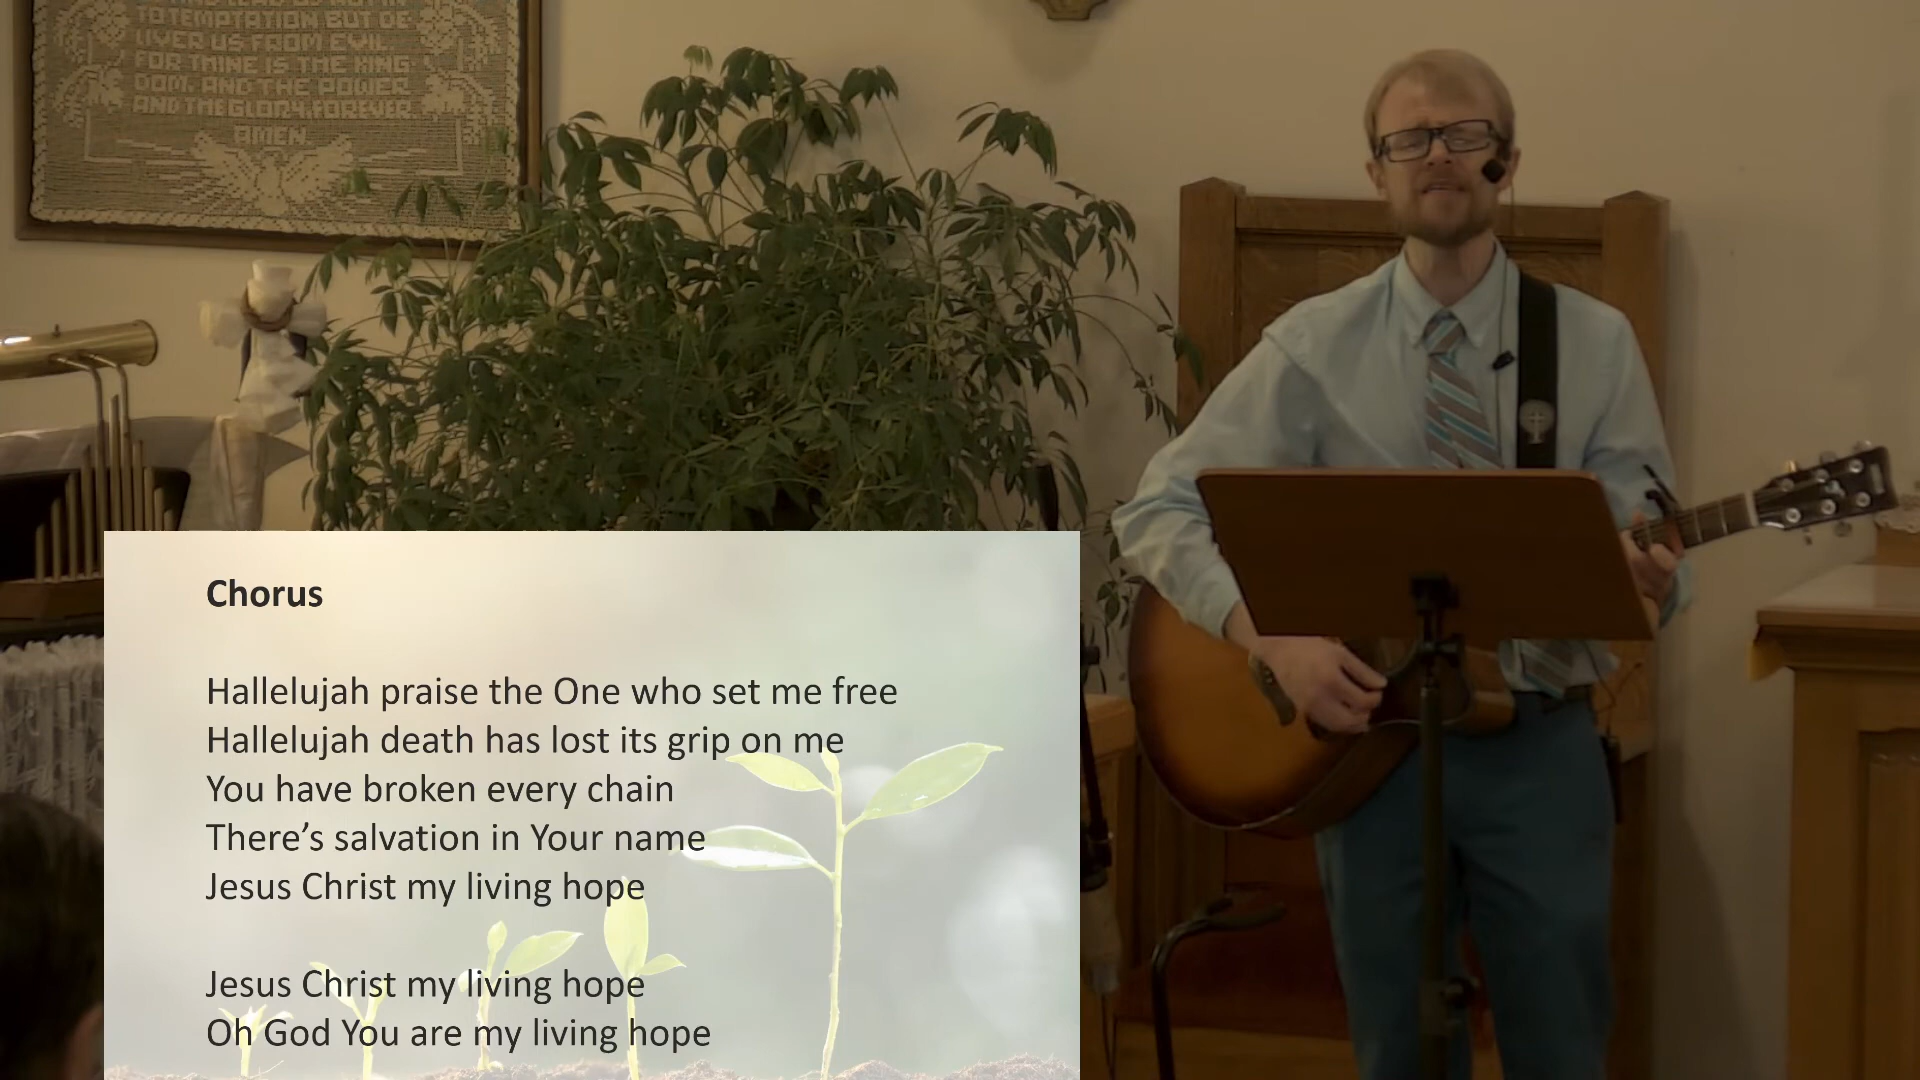 TO TEMPTATION BUT DE
LIVER US FROM EVIL.
FOR THINE IS THE KING
DOM, AND THE POWER
AND THE GLORY, FOREVER.
AMEN
Chorus
Hallelujah praise the One who set me free
Hallelujah death has lost its grip on me
You have broken every chain
There’s salvation in Your name
Jesus Christ my living hope
Jesus Christ my living hope
Oh God You are my living hope